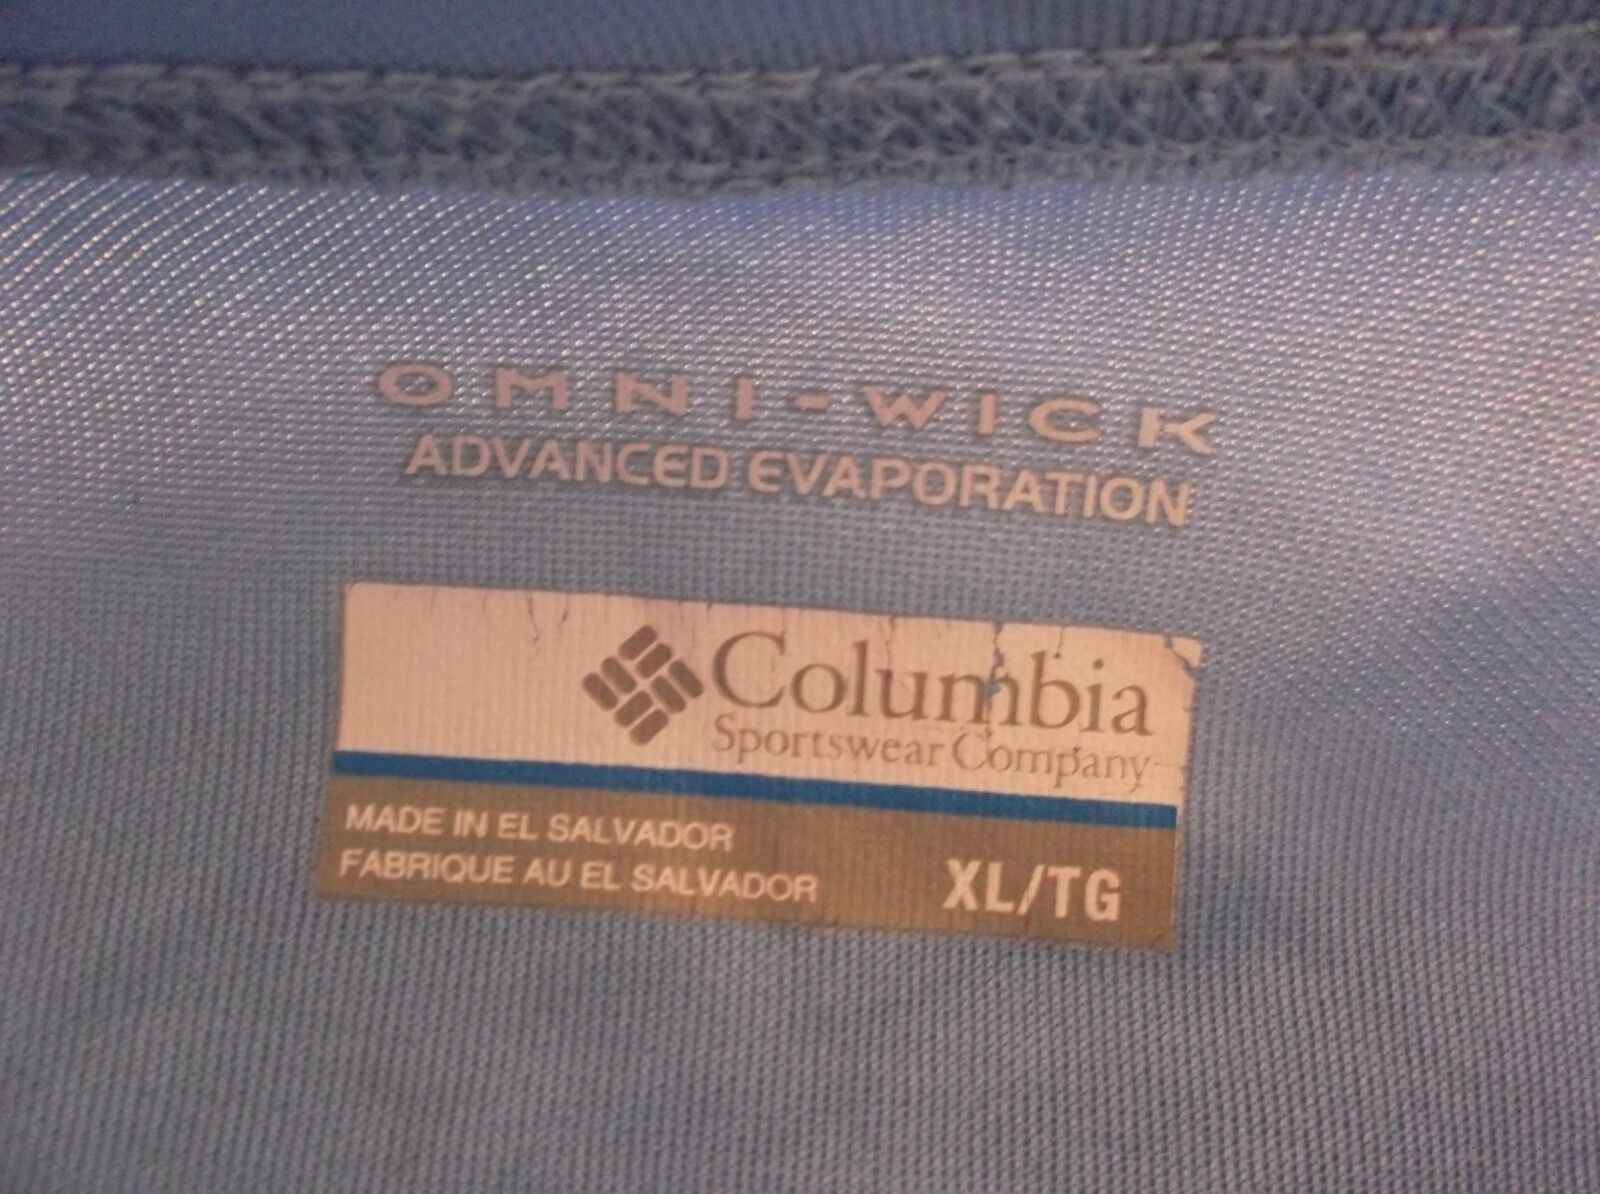 OMNI-WICK
ADVANCED EVAPORATION
Columbia
Sportswear Company
MADE IN EL SALVADOR
FABRIQUE AU EL SALVADOR
XL/TG